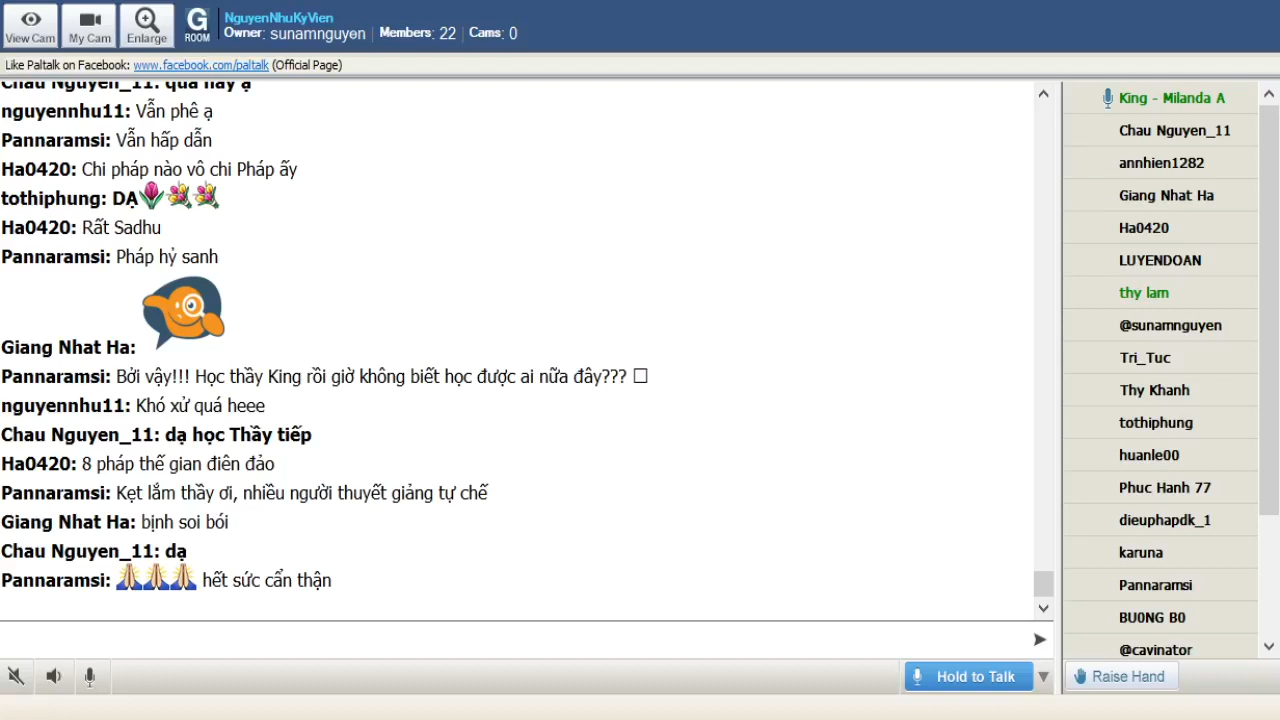 View Cam
My Cam
Enlarge
G
ROOM
NguyenNhuKyVien
Owner: sunamnguyen | Members: 22 | Cams: 0
Like Paltalk on Facebook: www.facebook.com/paltalk (Official Page)
Chau Nguyen_11: quá hay ạ
nguyennhu11: Vẫn phê ạ
Pannaramsi: Vẫn hấp dẫn
Ha0420: Chi pháp nào vô chi Pháp ấy
tothiphung: DẠ
Ha0420: Rất Sadhu
Pannaramsi: Pháp hỷ sanh
Giang Nhat Ha:
Pannaramsi: Bởi vậy!!! Học thầy King rồi giờ không biết học được ai nữa đây??? □
nguyennhu11: Khó xử quá heee
Chau Nguyen_11: dạ học Thầy tiếp
Ha0420: 8 pháp thế gian điên đảo
Pannaramsi: Kẹt lắm thầy ơi, nhiều người thuyết giảng tự chế
Giang Nhat Ha: bịnh soi bói
Chau Nguyen_11: dạ
Pannaramsi: 🙏🙏🙏 hết sức cẩn thận
King - Milanda A
Chau Nguyen_11
annhien1282
Giang Nhat Ha
Ha0420
LUYENDOAN
thy lam
@sunamnguyen
Tri_Tuc
Thy Khanh
tothiphung
huanle00
Phuc Hanh 77
dieuphapdk_1
karuna
Pannaramsi
BU0NG B0
@cavinator
Hold to Talk
Raise Hand